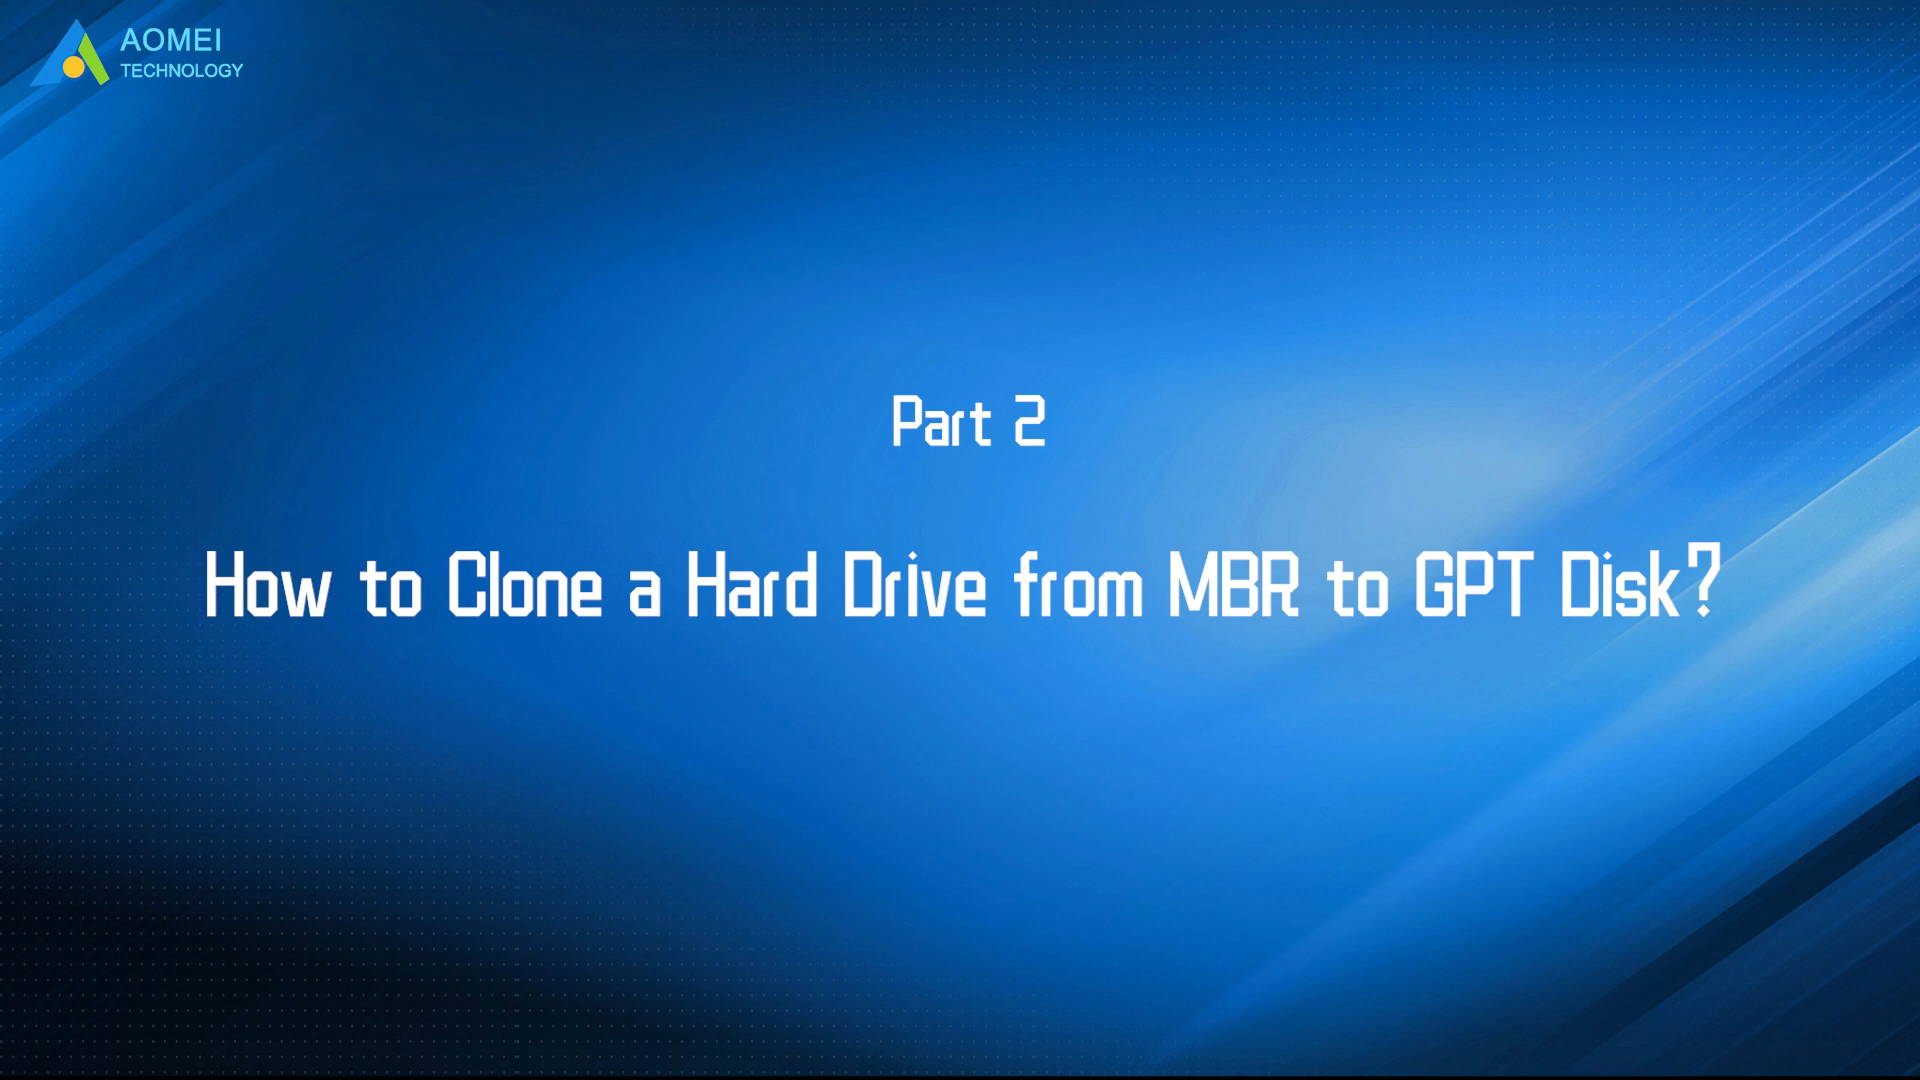 AOMEI
TECHNOLOGY
Part 2
How to Clone a Hard Drive from MBR to GPT Disk?